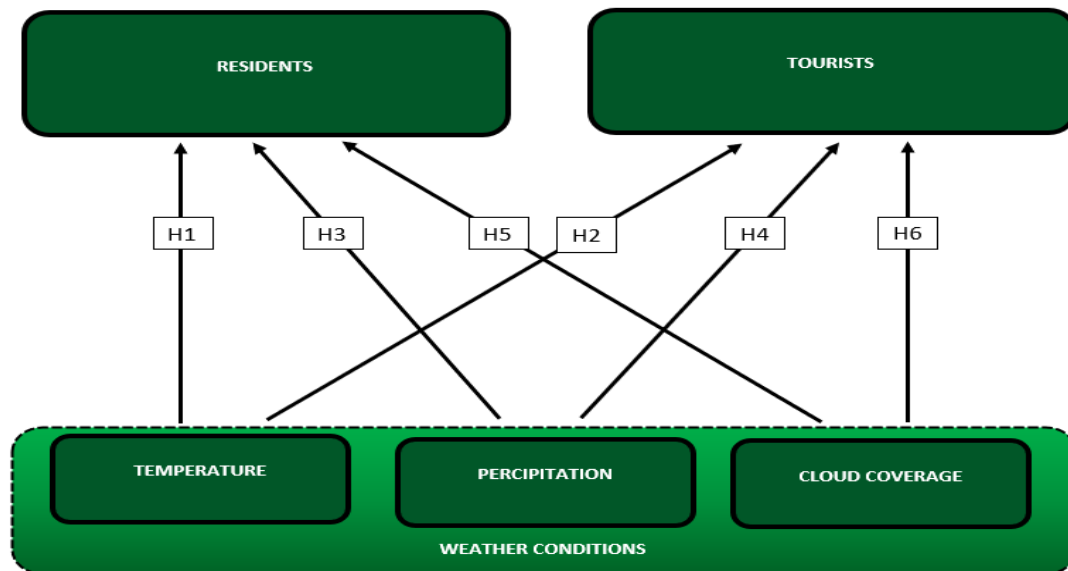 RESIDENTS
TOURISTS
H1
H3
H5
H2
H4
H6
TEMPERATURE
PERCIPITATION
CLOUD COVERAGE
WEATHER CONDITIONS